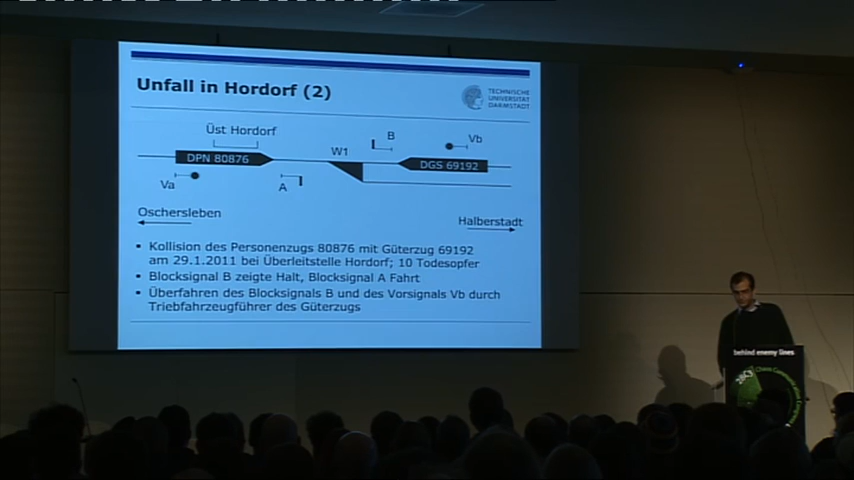 Unfall in Hordorf (2)
TECHNISCHE
UNIVERSITÄT
DARMSTADT
Üst Hordorf
B
Vb
W1
DPN 80876
DGS 69192
Va
A
Oschersleben
Halberstadt
Kollision des Personenzugs 80876 mit Güterzug 69192
am 29.1.2011 bei Überleitstelle Hordorf; 10 Todesopfer
Blocksignal B zeigte Halt, Blocksignal A Fahrt
Überfahren des Blocksignals B und des Vorsignals Vb durch
Triebfahrzeugführer des Güterzugs
behind enemy lines